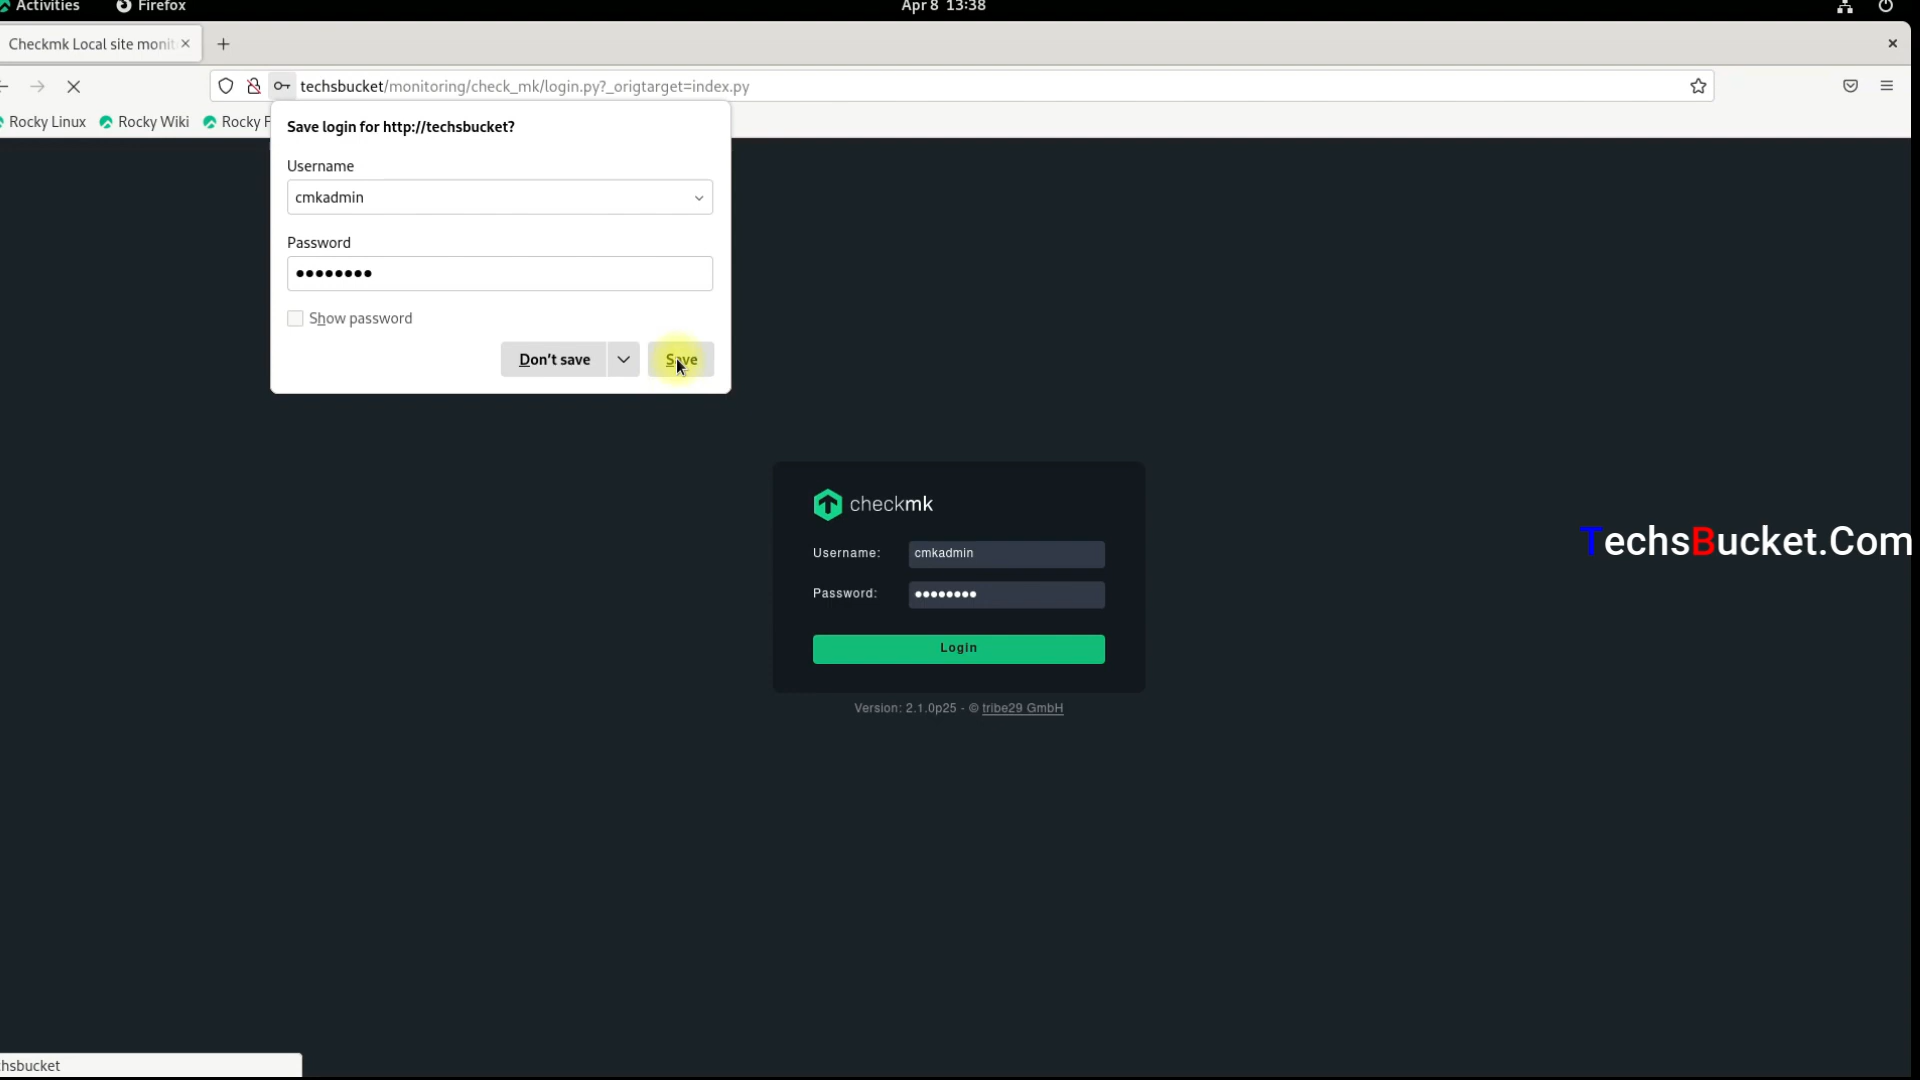 Activities Firefox Apr 8 13:38
Checkmk Local site monit
techsbucket/monitoring/check_mk/login.py?_origtarget=index.py
Rocky Linux Rocky Wiki Rocky F
Save login for http://techsbucket?
Username
cmkadmin
Password
••••••••
Show password
Don't save Save
checkmk
Username: cmkadmin
Password: ••••••••
Login
Version: 2.1.0p25 - © tribe29 GmbH
TechsBucket.Com
hsbucket